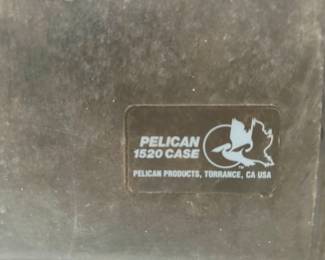 PELICAN
1520 CASE
PELICAN PRODUCTS, TORRANCE, CA USA